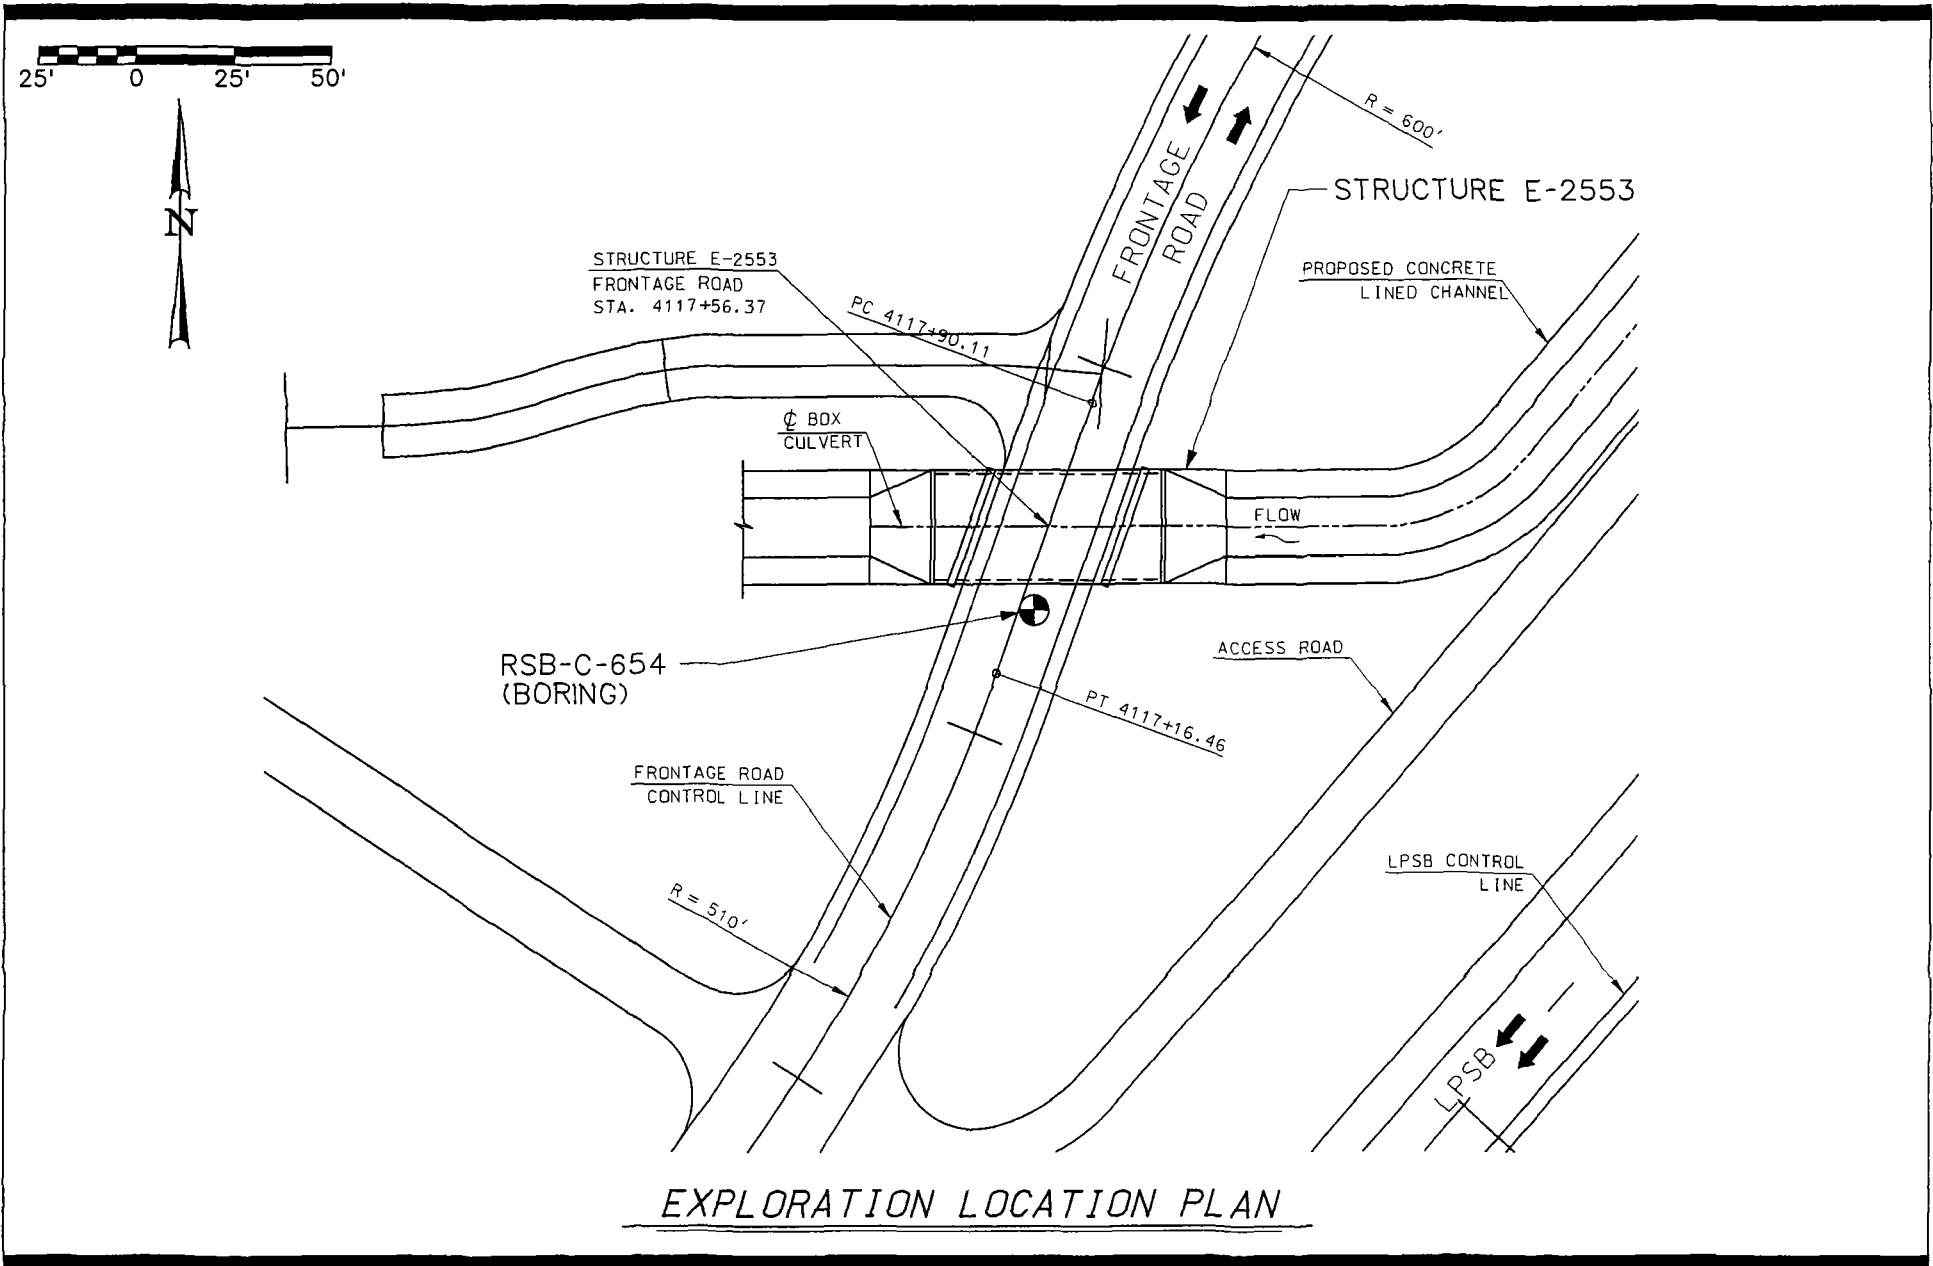 25' 0 25' 50'
N
R = 600'
FRONTAGE
ROAD
STRUCTURE E-2553
STRUCTURE E-2553
FRONTAGE ROAD
STA. 4117+56.37
PROPOSED CONCRETE
LINED CHANNEL
PC 4117+90.11
℄ BOX
CULVERT
FLOW
RSB-C-654
(BORING)
ACCESS ROAD
PT 4117+16.46
FRONTAGE ROAD
CONTROL LINE
LPSB CONTROL
LINE
R = 510'
LPSB
EXPLORATION LOCATION PLAN